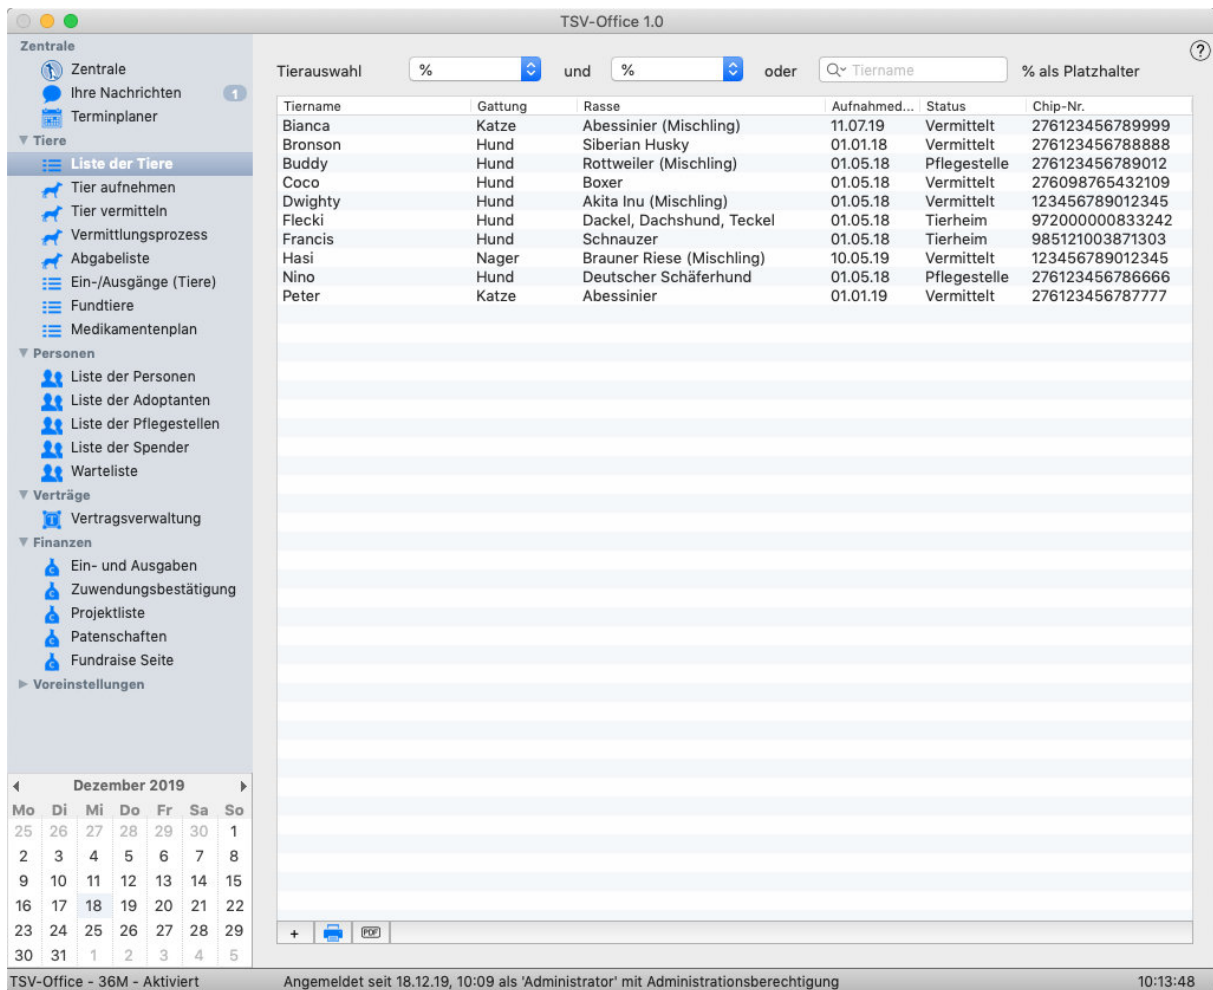 TSV-Office 1.0
Zentrale
Zentrale
Ihre Nachrichten 1
Terminplaner
Tiere
Liste der Tiere
Tier aufnehmen
Tier vermitteln
Vermittlungsprozess
Abgabeliste
Ein-/Ausgänge (Tiere)
Fundtiere
Medikamentenplan
Personen
Liste der Personen
Liste der Adoptanten
Liste der Pflegestellen
Liste der Spender
Warteliste
Verträge
Vertragsverwaltung
Finanzen
Ein- und Ausgaben
Zuwendungsbestätigung
Projektliste
Patenschaften
Fundraise Seite
Voreinstellungen
Dezember 2019
Mo Di Mi Do Fr Sa So
25 26 27 28 29 30 1
2 3 4 5 6 7 8
9 10 11 12 13 14 15
16 17 18 19 20 21 22
23 24 25 26 27 28 29
30 31 1 2 3 4 5
?
Tierauswahl % und % oder Tiername % als Platzhalter
Tiername Gattung Rasse Aufnahmed... Status Chip-Nr.
Bianca Katze Abessinier (Mischling) 11.07.19 Vermittelt 276123456789999
Bronson Hund Siberian Husky 01.01.18 Vermittelt 276123456788888
Buddy Hund Rottweiler (Mischling) 01.05.18 Pflegestelle 276123456789012
Coco Hund Boxer 01.05.18 Vermittelt 276098765432109
Dwighty Hund Akita Inu (Mischling) 01.05.18 Vermittelt 123456789012345
Flecki Hund Dackel, Dachshund, Teckel 01.05.18 Tierheim 972000000833242
Francis Hund Schnauzer 01.05.18 Tierheim 985121003871303
Hasi Nager Brauner Riese (Mischling) 10.05.19 Vermittelt 123456789012345
Nino Hund Deutscher Schäferhund 01.05.18 Pflegestelle 276123456786666
Peter Katze Abessinier 01.01.19 Vermittelt 276123456787777
+ PDF
TSV-Office - 36M - Aktiviert Angemeldet seit 18.12.19, 10:09 als 'Administrator' mit Administrationsberechtigung 10:13:48